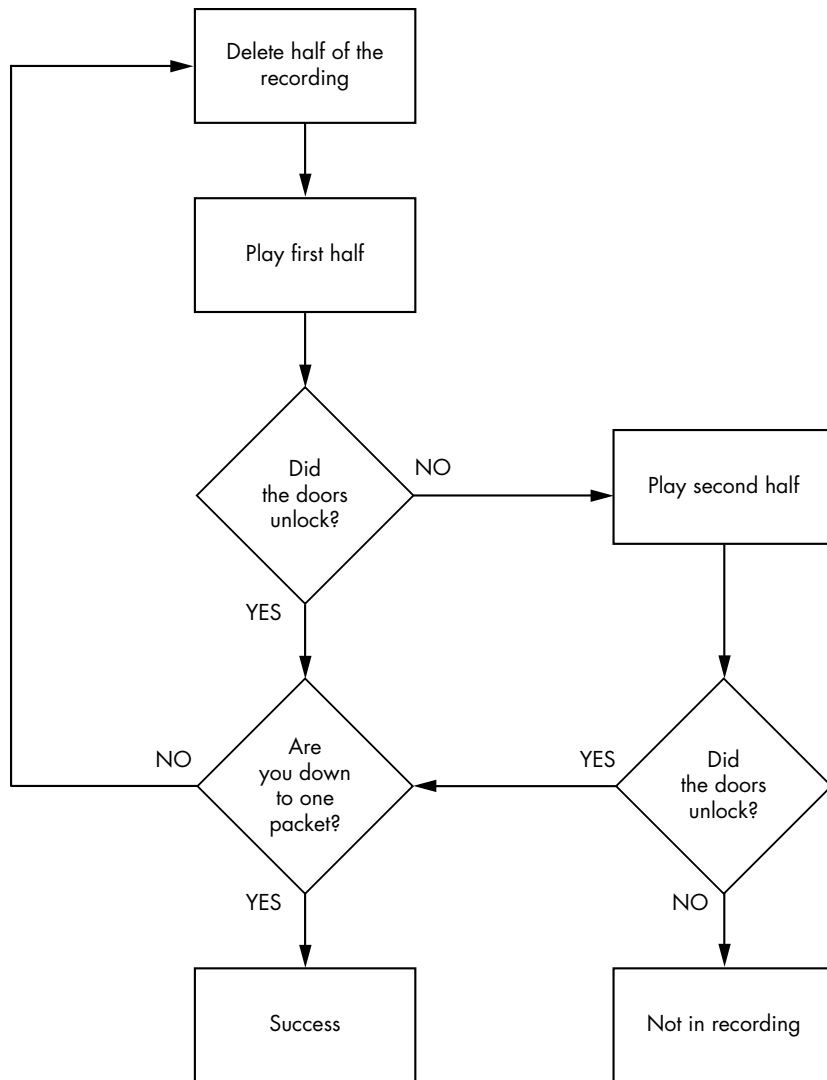 Delete half of the
recording
Play first half
Did
the doors
unlock?
NO
Play second half
YES
Are
you down
to one
packet?
NO
YES
Did
the doors
unlock?
YES
NO
Success
Not in recording